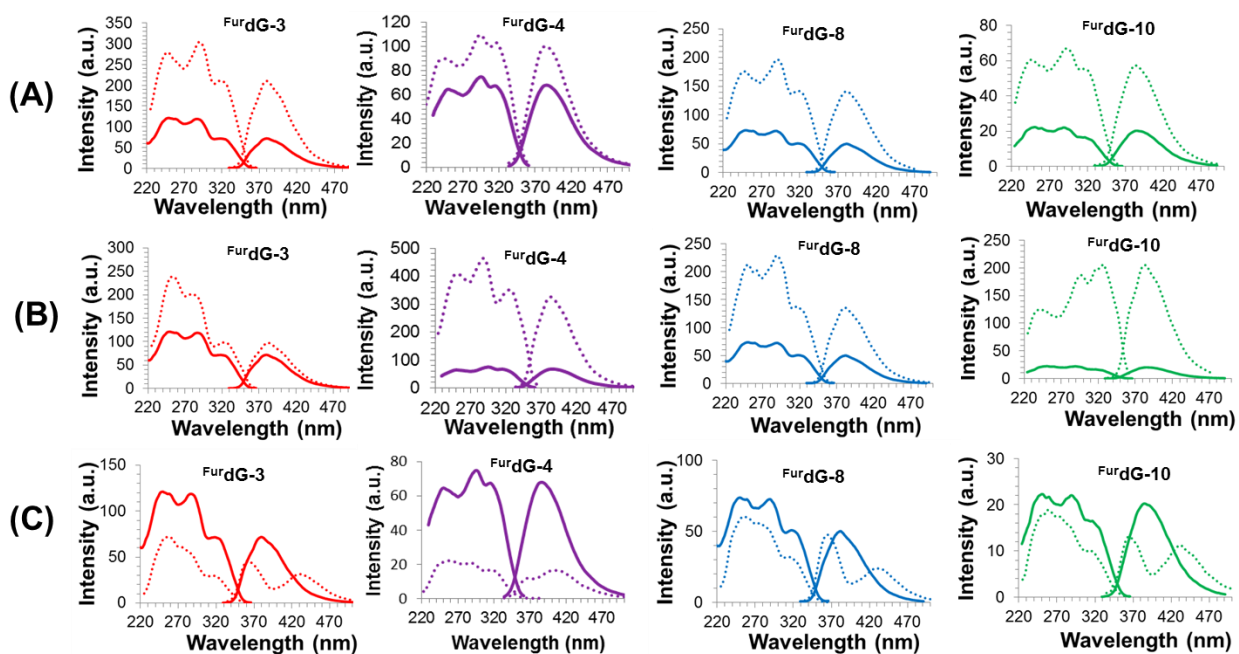 (A)
FurdG-3
Intensity (a.u.)
350
300
250
200
150
100
50
0
220 270 320 370 420 470
Wavelength (nm)
FurdG-4
Intensity (a.u.)
120
100
80
60
40
20
0
220 270 320 370 420 470
Wavelength (nm)
FurdG-8
Intensity (a.u.)
250
200
150
100
50
0
220 270 320 370 420 470
Wavelength (nm)
FurdG-10
Intensity (a.u.)
80
60
40
20
0
220 270 320 370 420 470
Wavelength (nm)
(B)
FurdG-3
Intensity (a.u.)
300
250
200
150
100
50
0
220 270 320 370 420 470
Wavelength (nm)
FurdG-4
Intensity (a.u.)
500
400
300
200
100
0
220 270 320 370 420 470
Wavelength (nm)
FurdG-8
Intensity (a.u.)
250
200
150
100
50
0
220 270 320 370 420 470
Wavelength (nm)
FurdG-10
Intensity (a.u.)
250
200
150
100
50
0
220 270 320 370 420 470
Wavelength (nm)
(C)
FurdG-3
Intensity (a.u.)
150
100
50
0
220 270 320 370 420 470
Wavelength (nm)
FurdG-4
Intensity (a.u.)
80
60
40
20
0
220 270 320 370 420 470
Wavelength (nm)
FurdG-8
Intensity (a.u.)
100
50
0
220 270 320 370 420 470
Wavelength (nm)
FurdG-10
Intensity (a.u.)
30
20
10
0
220 270 320 370 420 470
Wavelength (nm)